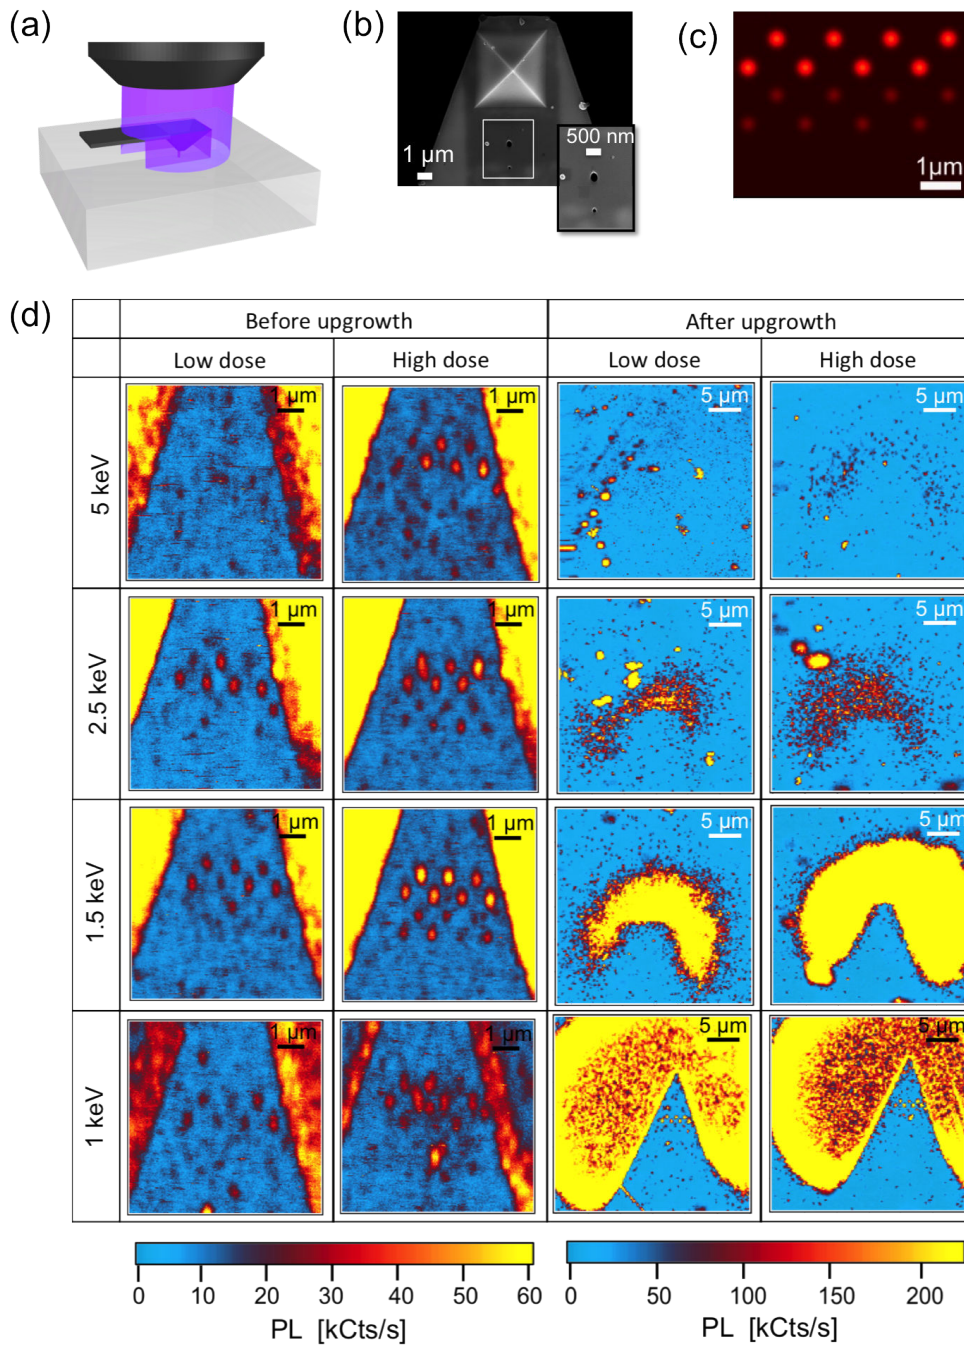 (a)
(b)
(c)
1 µm
500 nm
1µm
(d)
Before upgrowth
After upgrowth
Low dose
High dose
Low dose
High dose
5 keV
1 µm
1 µm
5 µm
5 µm
2.5 keV
1 µm
1 µm
5 µm
5 µm
1.5 keV
1 µm
1 µm
5 µm
5 µm
1 keV
1 µm
1 µm
5 µm
5 µm
0 10 20 30 40 50 60
PL [kCts/s]
0 50 100 150 200
PL [kCts/s]